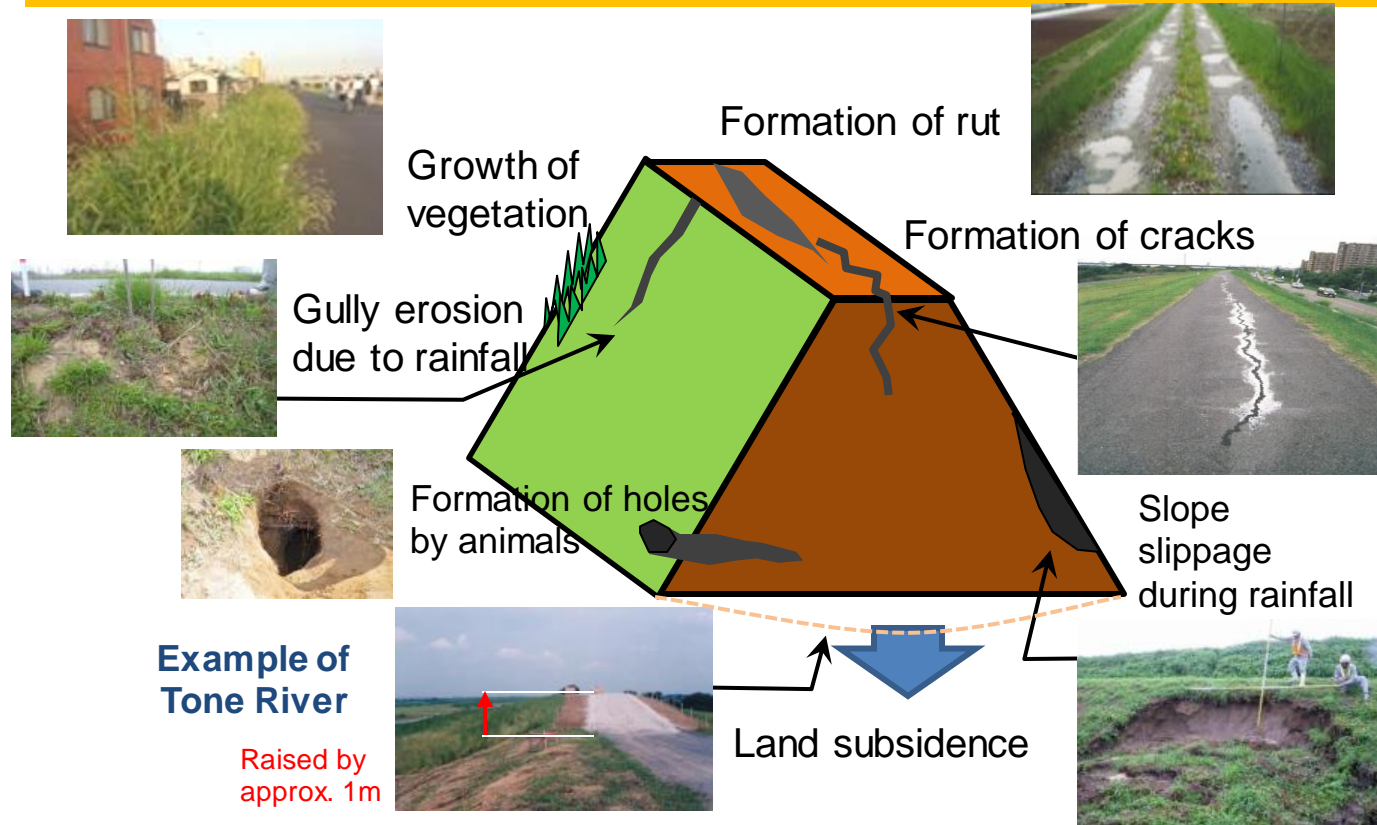 Formation of rut
Growth of
vegetation
Formation of cracks
Gully erosion
due to rainfall
Formation of holes
by animals
Slope
slippage
during rainfall
Example of
Tone River
Raised by
approx. 1m
Land subsidence